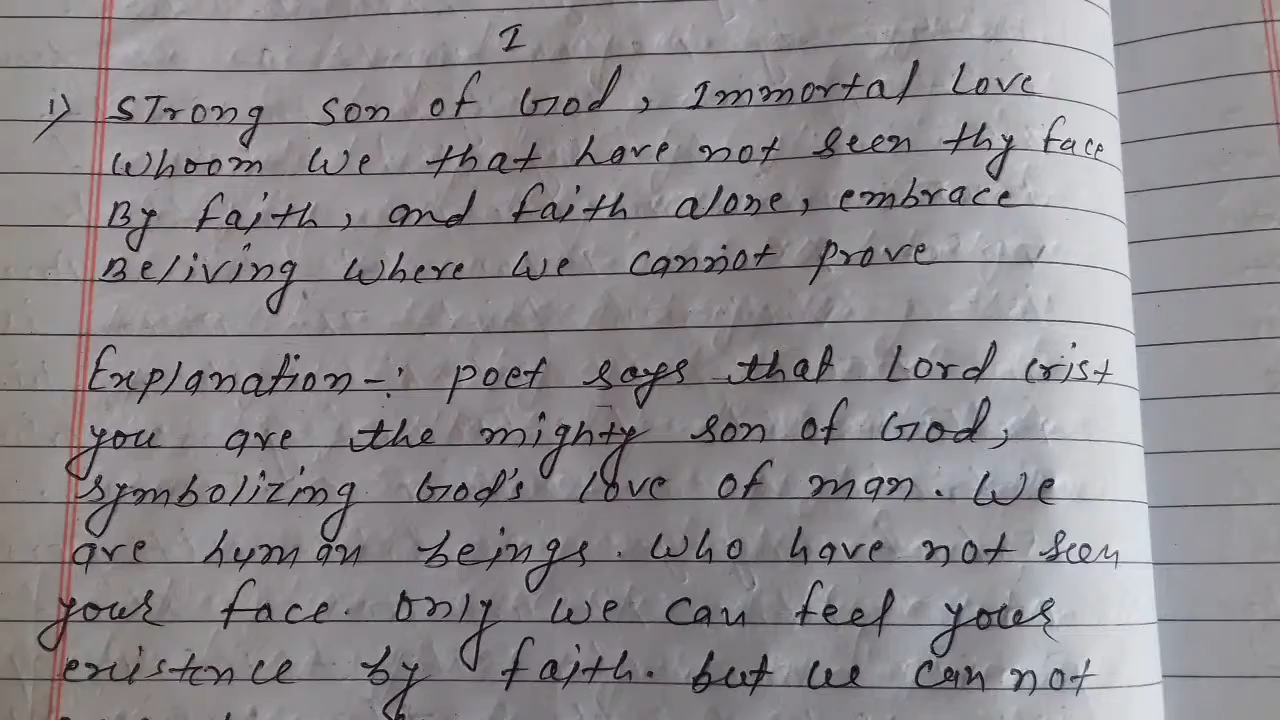 I
1) Strong son of God, Immortal Love
Whoom we that have not seen thy face
By faith, and faith alone, embrace
Beliving where we cannot prove
Explanation-: poet says that Lord crist
you are the mighty son of God,
symbolizing God's love of man. We
are human beings. who have not seen
your face. only we can feel your
existence by faith. but we can not